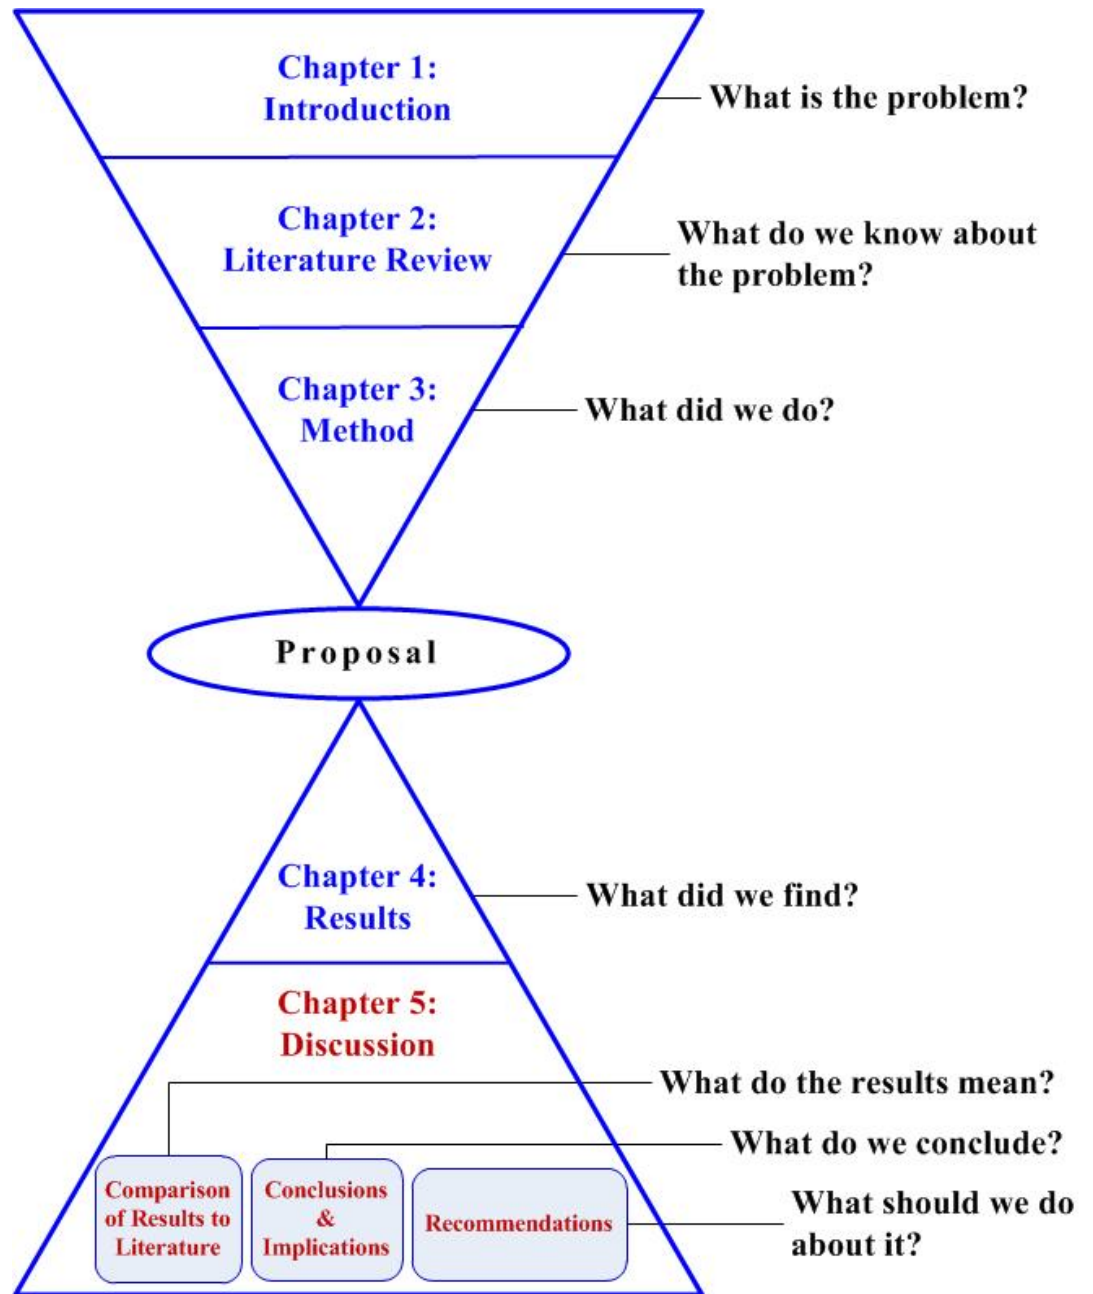 Chapter 1:
Introduction
What is the problem?
Chapter 2:
Literature Review
What do we know about
the problem?
Chapter 3:
Method
What did we do?
Proposal
Chapter 4:
Results
What did we find?
Chapter 5:
Discussion
What do the results mean?
What do we conclude?
Comparison
of Results to
Literature
Conclusions
&
Implications
Recommendations
What should we do
about it?